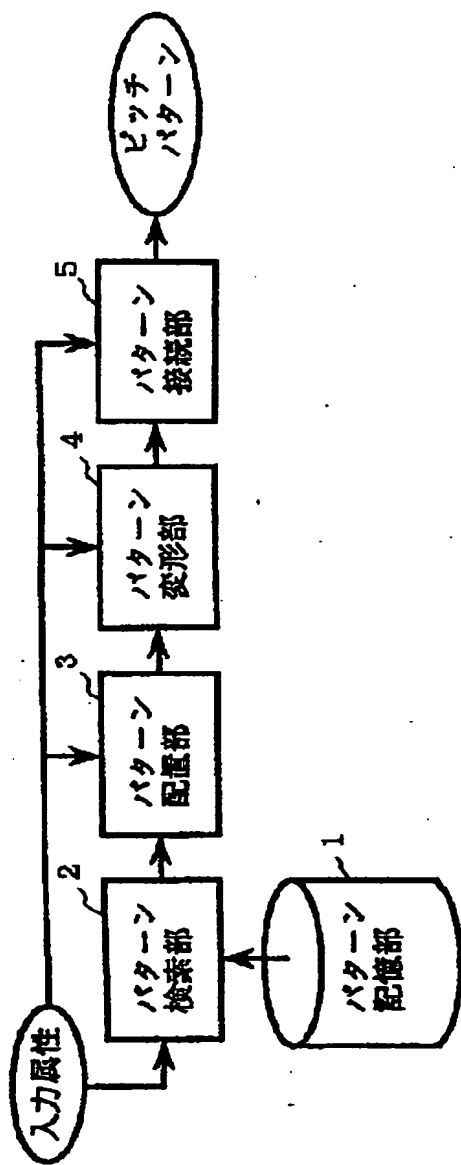 入力属性
2
パターン
検索部
1
パターン
記憶部
3
パターン
配置部
4
パターン
変形部
5
パターン
接続部
ピッチ
パターン